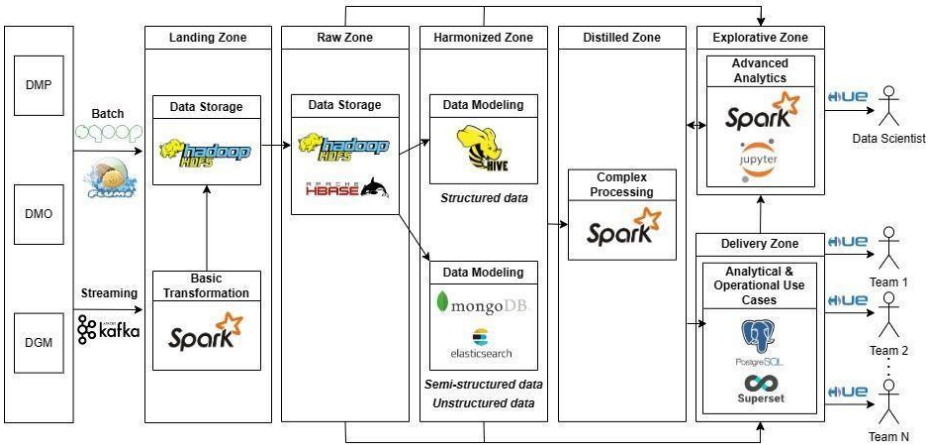 DMP
DMO
DGM
Batch
sqoop
flume
Streaming
kafka
Landing Zone
Data Storage
hadoop
HDFS
Basic
Transformation
Spark
Raw Zone
Data Storage
hadoop
HDFS
APACHE
HBASE
Harmonized Zone
Data Modeling
HIVE
Structured data
Data Modeling
mongoDB
elasticsearch
Semi-structured data
Unstructured data
Distilled Zone
Complex
Processing
Spark
Explorative Zone
Advanced
Analytics
Spark
jupyter
HUE
Data Scientist
Delivery Zone
Analytical &
Operational Use
Cases
PostgreSQL
Superset
HUE
Team 1
HUE
Team 2
HUE
Team N